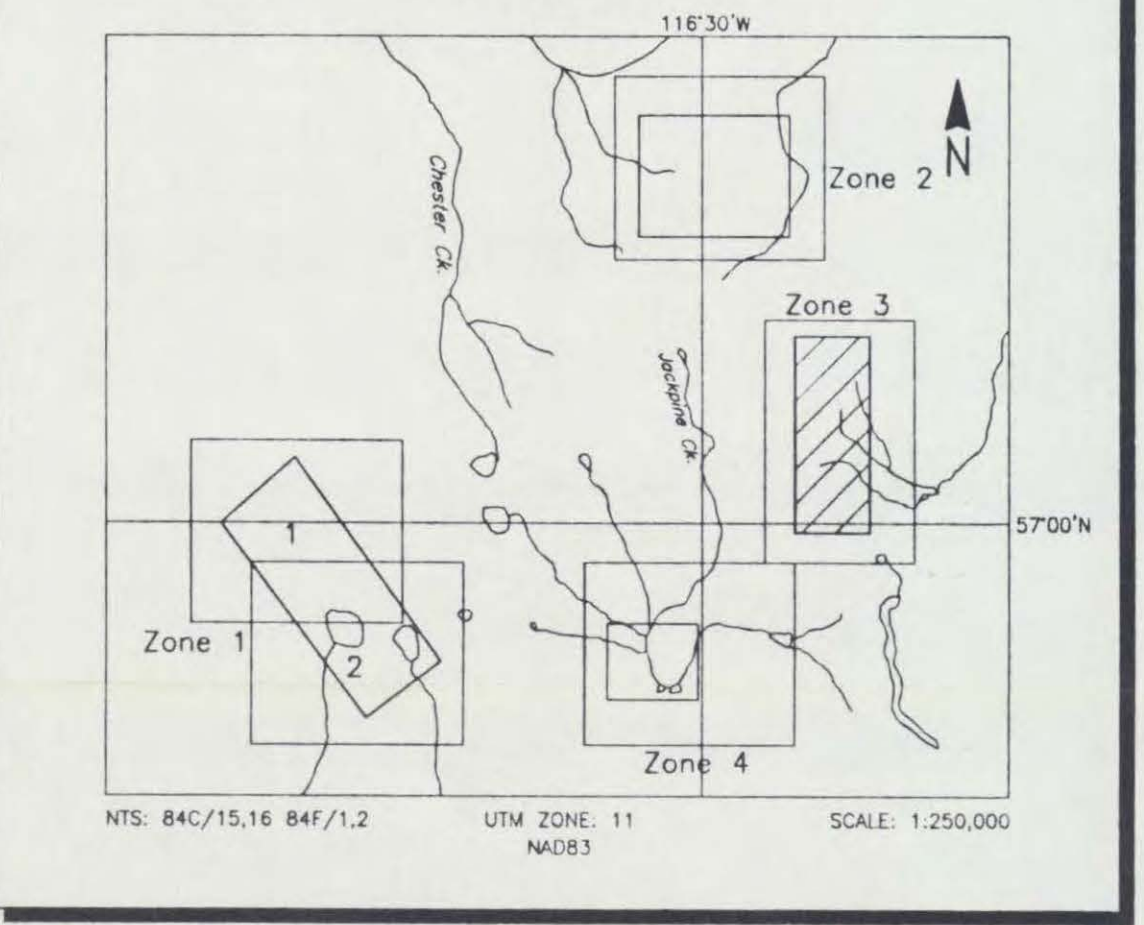 116°30'W
Chester Ck.
Zone 2
N
Zone 3
Jackpine Ck.
57°00'N
1
Zone 1
2
Zone 4
NTS: 84C/15,16 84F/1,2
UTM ZONE: 11
SCALE: 1:250,000
NAD83